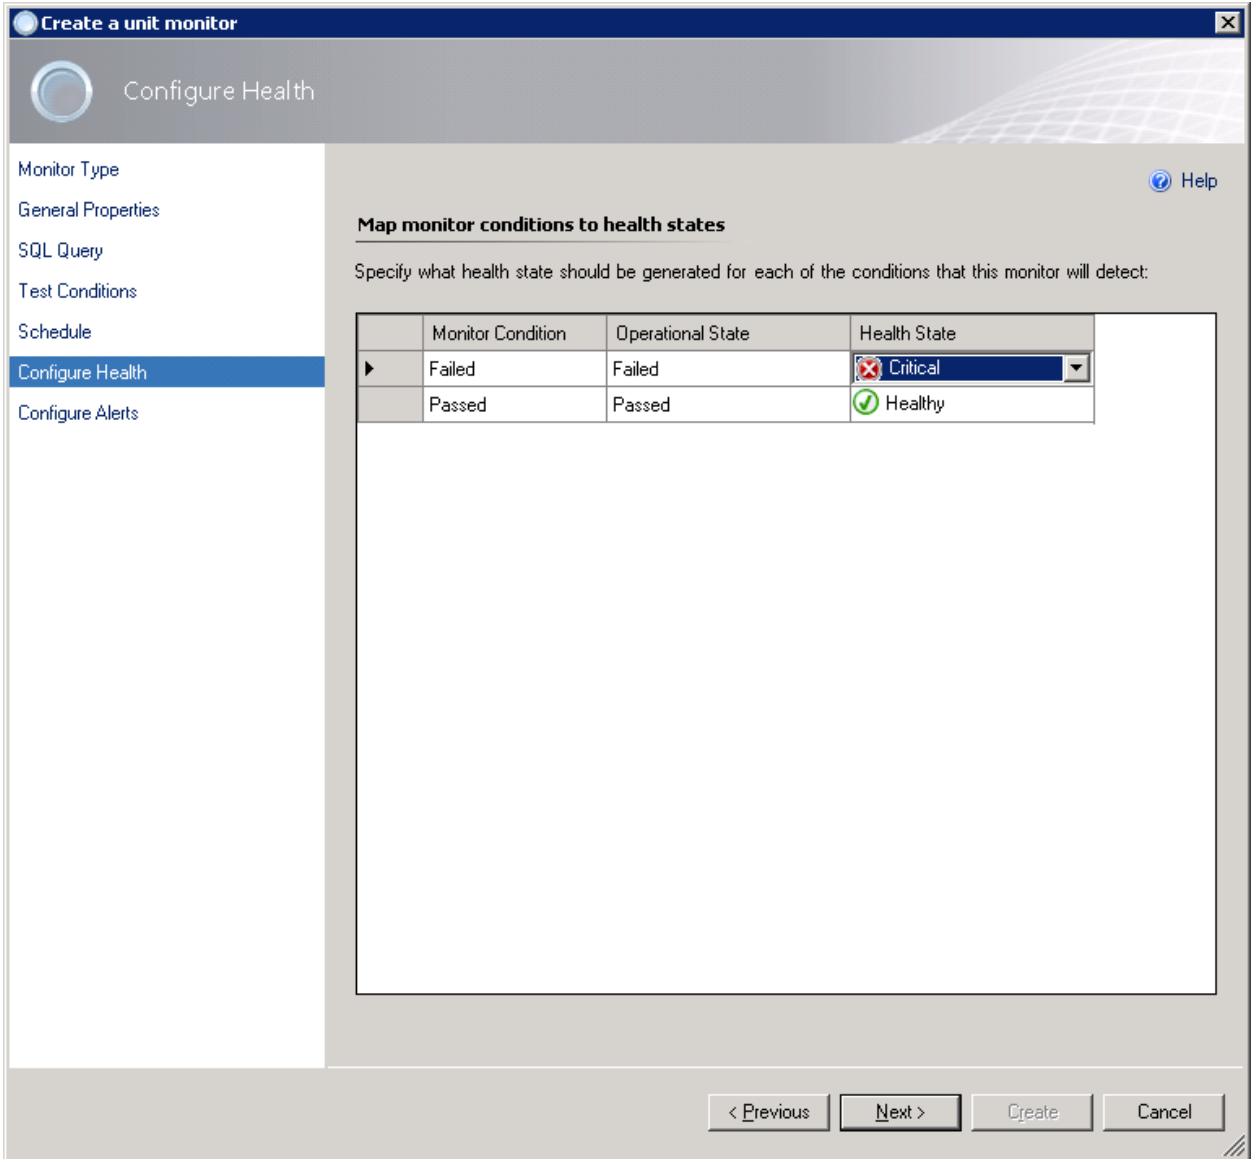 Create a unit monitor
Configure Health
Monitor Type
General Properties
SQL Query
Test Conditions
Schedule
Configure Health
Configure Alerts
Help
Map monitor conditions to health states
Specify what health state should be generated for each of the conditions that this monitor will detect:
Monitor Condition Operational State Health State
Failed Failed Critical
Passed Passed Healthy
< Previous Next > Create Cancel